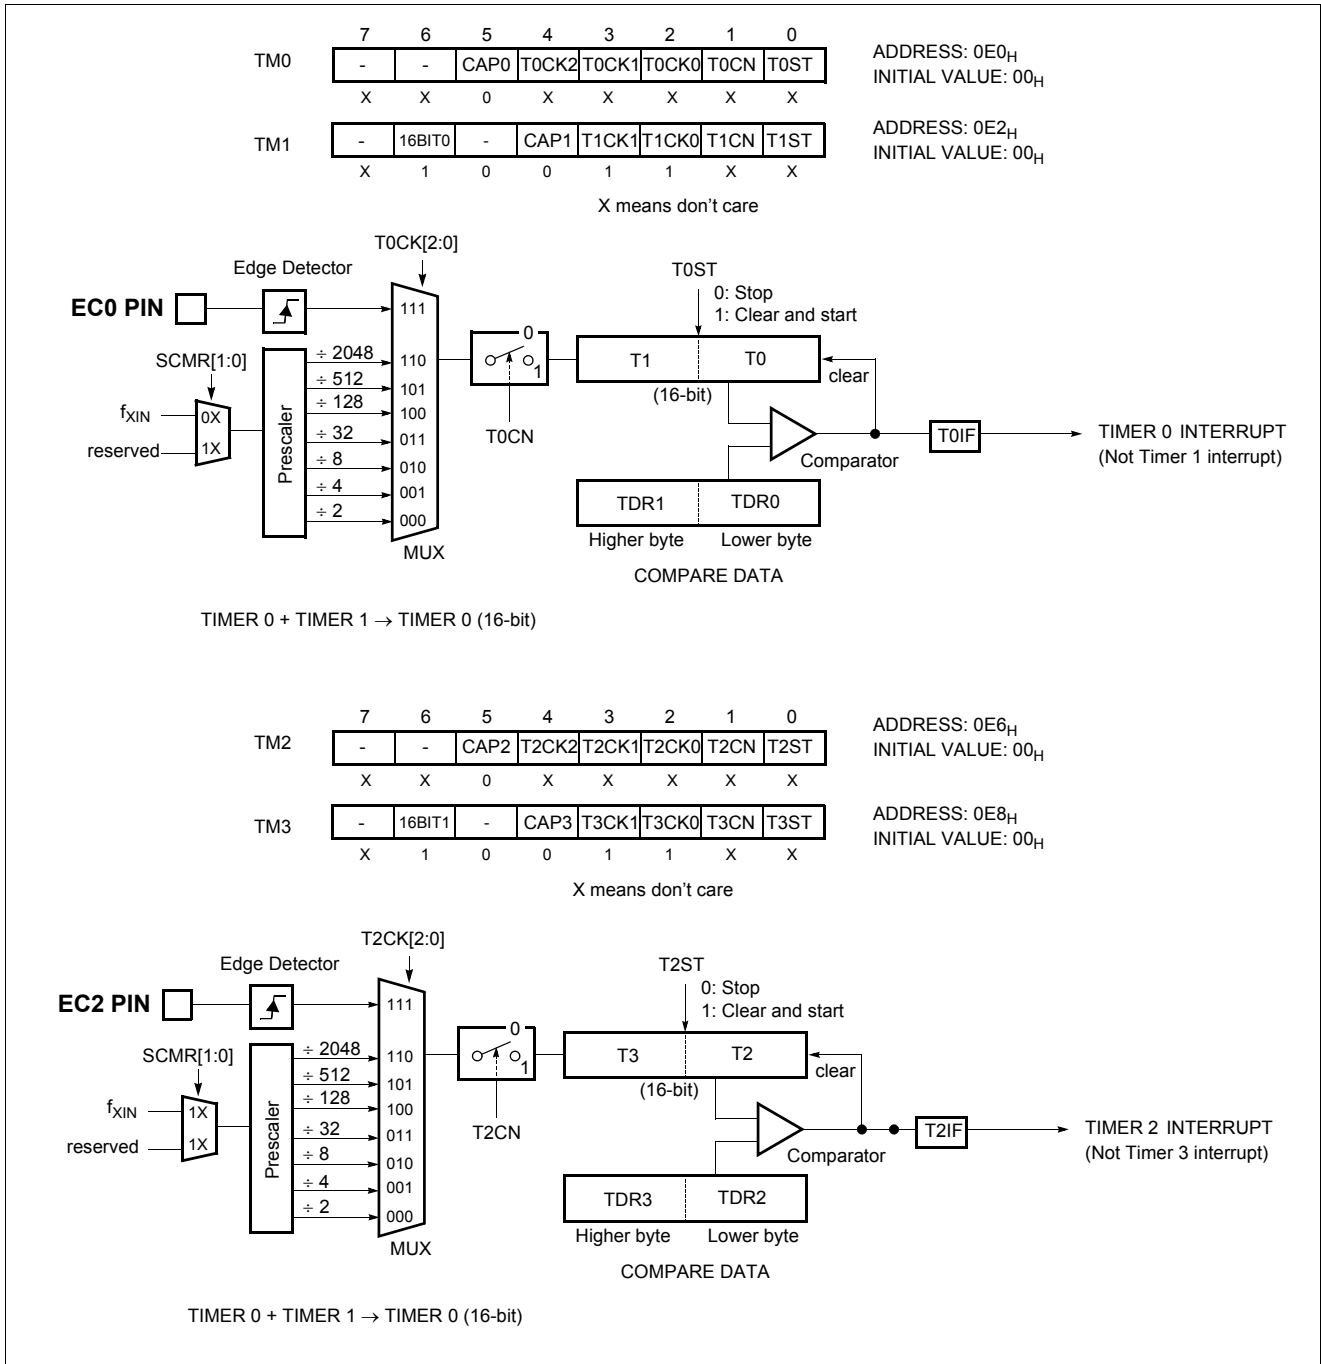 7 6 5 4 3 2 1 0
TM0 - - CAP0 T0CK2 T0CK1 T0CK0 T0CN T0ST
ADDRESS: 0E0H
INITIAL VALUE: 00H
X X 0 X X X X X
TM1 - 16BIT0 - CAP1 T1CK1 T1CK0 T1CN T1ST
ADDRESS: 0E2H
INITIAL VALUE: 00H
X 1 0 0 1 1 X X
X means don't care
T0CK[2:0]
Edge Detector
T0ST
0: Stop
1: Clear and start
EC0 PIN
111
SCMR[1:0]
÷ 2048 110
÷ 512 101
÷ 128 100
÷ 32 011
÷ 8 010
÷ 4 001
÷ 2 000
fXIN 0X
reserved 1X
Prescaler
MUX
0
1
T0CN
T1 T0
(16-bit)
clear
Comparator
T0IF
TIMER 0 INTERRUPT
(Not Timer 1 interrupt)
TDR1 TDR0
Higher byte Lower byte
COMPARE DATA
TIMER 0 + TIMER 1 → TIMER 0 (16-bit)
7 6 5 4 3 2 1 0
TM2 - - CAP2 T2CK2 T2CK1 T2CK0 T2CN T2ST
ADDRESS: 0E6H
INITIAL VALUE: 00H
X X 0 X X X X X
TM3 - 16BIT1 - CAP3 T3CK1 T3CK0 T3CN T3ST
ADDRESS: 0E8H
INITIAL VALUE: 00H
X 1 0 0 1 1 X X
X means don't care
T2CK[2:0]
Edge Detector
T2ST
0: Stop
1: Clear and start
EC2 PIN
111
SCMR[1:0]
÷ 2048 110
÷ 512 101
÷ 128 100
÷ 32 011
÷ 8 010
÷ 4 001
÷ 2 000
fXIN 1X
reserved 1X
Prescaler
MUX
0
1
T2CN
T3 T2
(16-bit)
clear
Comparator
T2IF
TIMER 2 INTERRUPT
(Not Timer 3 interrupt)
TDR3 TDR2
Higher byte Lower byte
COMPARE DATA
TIMER 0 + TIMER 1 → TIMER 0 (16-bit)